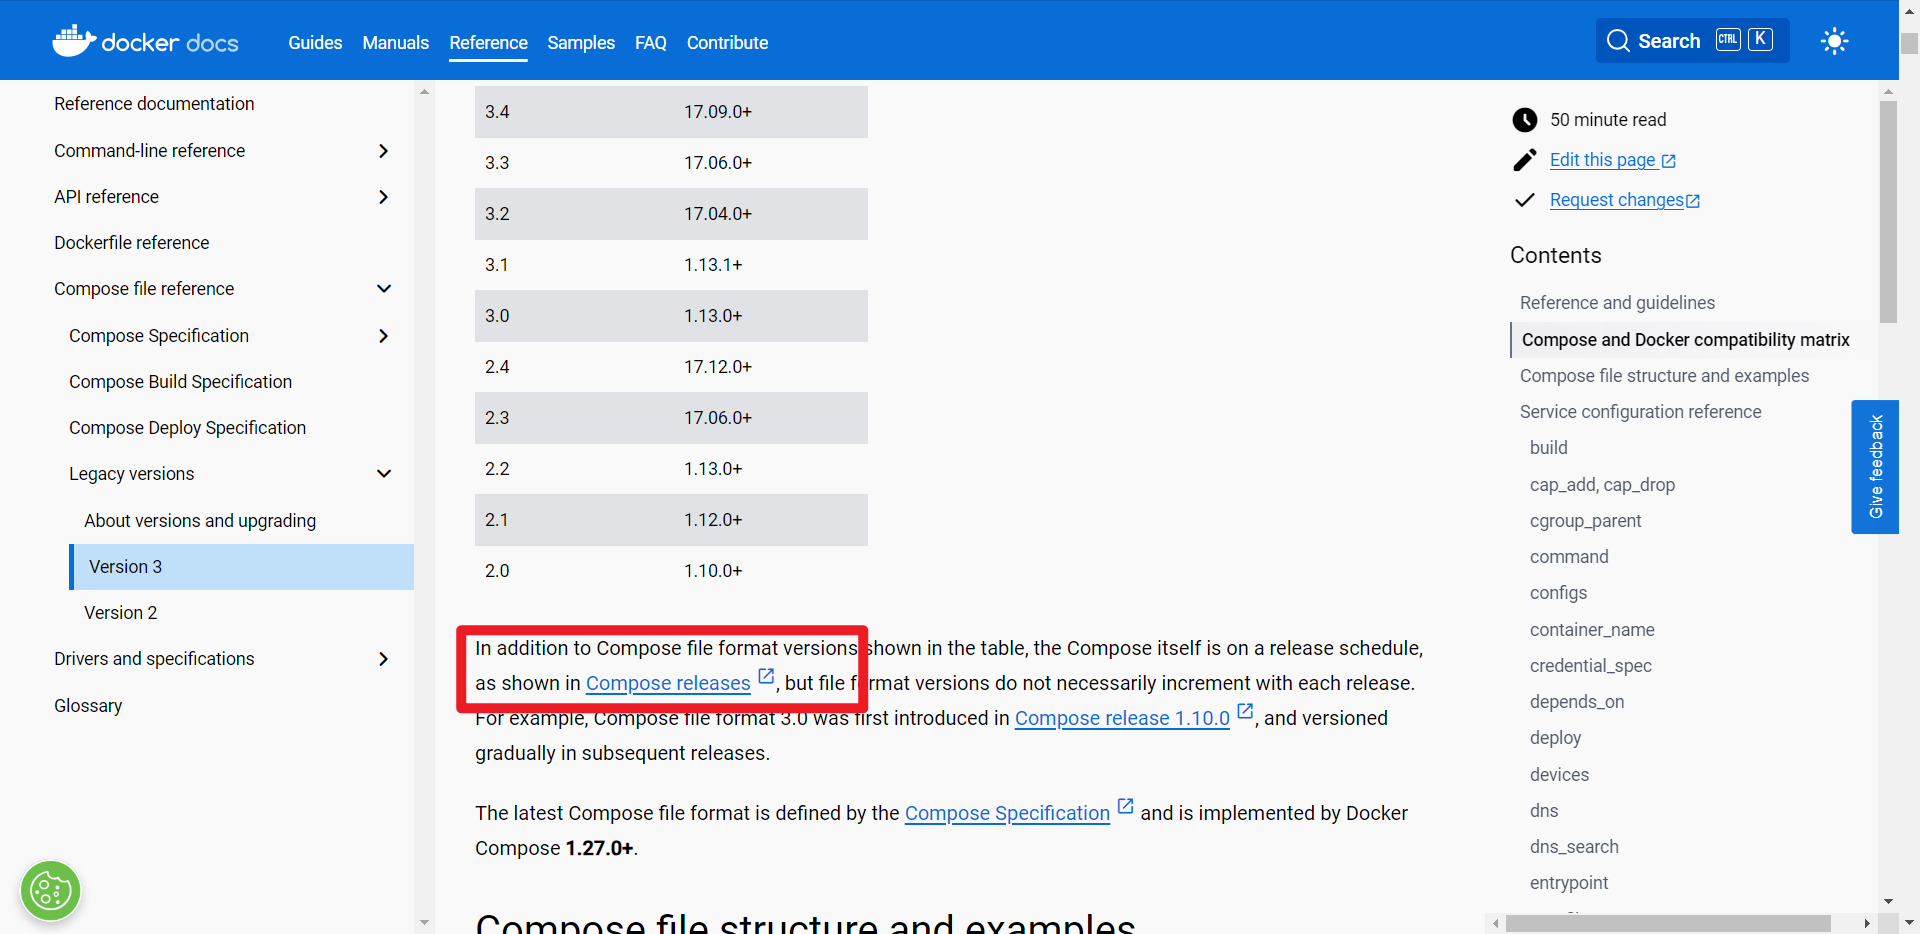 docker docs
Guides
Manuals
Reference
Samples
FAQ
Contribute
Search
CTRL
K
Reference documentation
Command-line reference
API reference
Dockerfile reference
Compose file reference
Compose Specification
Compose Build Specification
Compose Deploy Specification
Legacy versions
About versions and upgrading
Version 3
Version 2
Drivers and specifications
Glossary
3.4 17.09.0+
3.3 17.06.0+
3.2 17.04.0+
3.1 1.13.1+
3.0 1.13.0+
2.4 17.12.0+
2.3 17.06.0+
2.2 1.13.0+
2.1 1.12.0+
2.0 1.10.0+
In addition to Compose file format versions shown in the table, the Compose itself is on a release schedule,
as shown in Compose releases , but file format versions do not necessarily increment with each release.
For example, Compose file format 3.0 was first introduced in Compose release 1.10.0 , and versioned
gradually in subsequent releases.
The latest Compose file format is defined by the Compose Specification and is implemented by Docker
Compose 1.27.0+.
Compose file structure and examples
50 minute read
Edit this page
Request changes
Contents
Reference and guidelines
Compose and Docker compatibility matrix
Compose file structure and examples
Service configuration reference
build
cap_add, cap_drop
cgroup_parent
command
configs
container_name
credential_spec
depends_on
deploy
devices
dns
dns_search
entrypoint
Give feedback